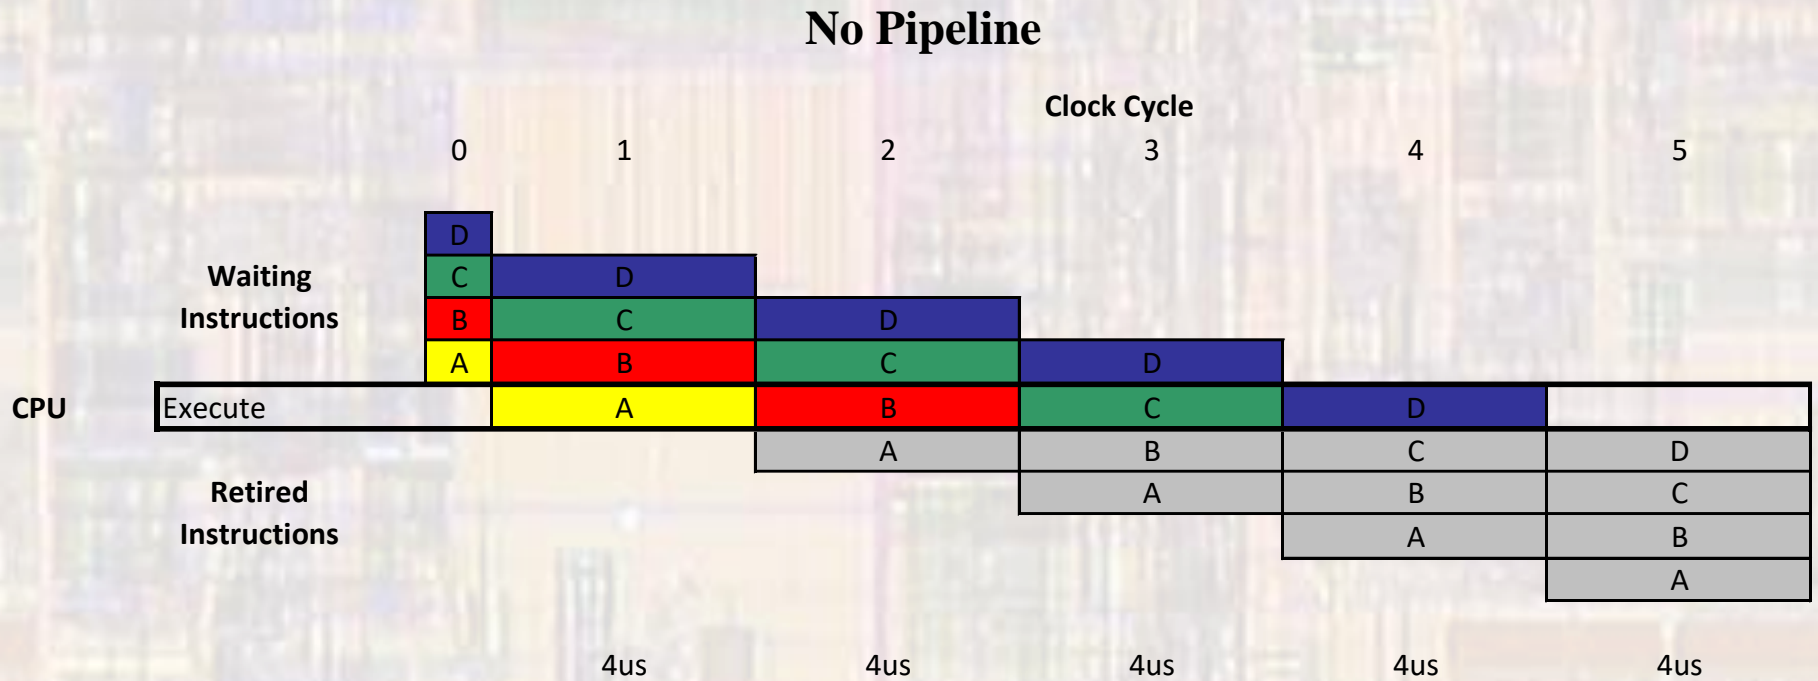 No Pipeline
Clock Cycle
0 1 2 3 4 5
D
Waiting C D
Instructions B C D
A B C D
CPU Execute A B C D
A B C D
Retired A B C
Instructions A B
A
4us 4us 4us 4us 4us